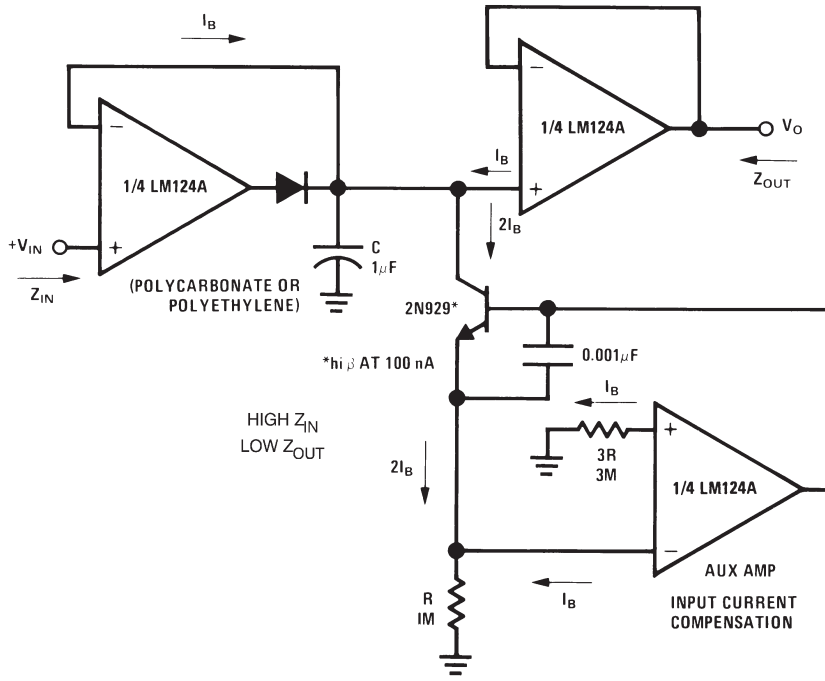 I_B
−
1/4 LM124A
+
+V_IN
Z_IN
C
1µF
(POLYCARBONATE OR
POLYETHYLENE)
−
1/4 LM124A
+
I_B
V_O
Z_OUT
2I_B
2N929*
*hi β AT 100 nA
0.001µF
HIGH Z_IN
LOW Z_OUT
I_B
3R
3M
+
1/4 LM124A
−
2I_B
AUX AMP
INPUT CURRENT
COMPENSATION
I_B
R
1M